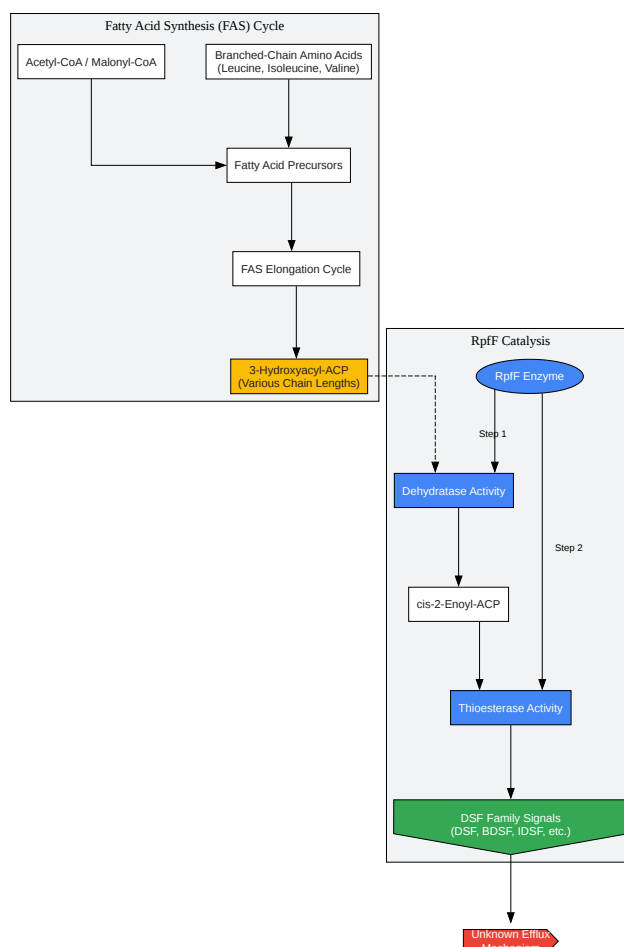 Fatty Acid Synthesis (FAS) Cycle
Acetyl-CoA / Malonyl-CoA
Branched-Chain Amino Acids
(Leucine, Isoleucine, Valine)
Fatty Acid Precursors
FAS Elongation Cycle
3-Hydroxyacyl-ACP
(Various Chain Lengths)
RpfF Catalysis
RpfF Enzyme
Step 1
Dehydratase Activity
Step 2
cis-2-Enoyl-ACP
Thioesterase Activity
DSF Family Signals
(DSF, BDSF, IDSF, etc.)
Unknown Efflux
Mechanism